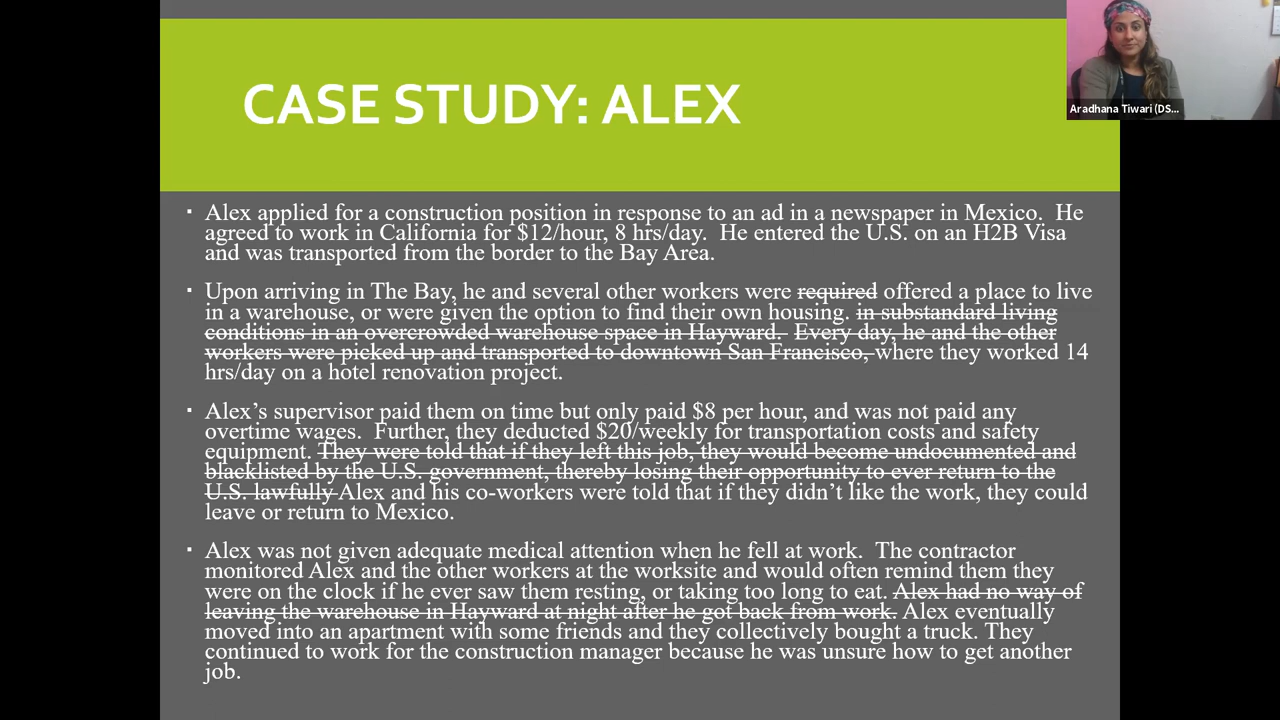 CASE STUDY: ALEX
Aradhana Tiwari (DS...
▪ Alex applied for a construction position in response to an ad in a newspaper in Mexico.  He
agreed to work in California for $12/hour, 8 hrs/day.  He entered the U.S. on an H2B Visa
and was transported from the border to the Bay Area.
▪ Upon arriving in The Bay, he and several other workers were required offered a place to live
in a warehouse, or were given the option to find their own housing. in substandard living
conditions in an overcrowded warehouse space in Hayward.  Every day, he and the other
workers were picked up and transported to downtown San Francisco, where they worked 14
hrs/day on a hotel renovation project.
▪ Alex’s supervisor paid them on time but only paid $8 per hour, and was not paid any
overtime wages.  Further, they deducted $20/weekly for transportation costs and safety
equipment. They were told that if they left this job, they would become undocumented and
blacklisted by the U.S. government, thereby losing their opportunity to ever return to the
U.S. lawfully Alex and his co-workers were told that if they didn’t like the work, they could
leave or return to Mexico.
▪ Alex was not given adequate medical attention when he fell at work.  The contractor
monitored Alex and the other workers at the worksite and would often remind them they
were on the clock if he ever saw them resting, or taking too long to eat. Alex had no way of
leaving the warehouse in Hayward at night after he got back from work. Alex eventually
moved into an apartment with some friends and they collectively bought a truck. They
continued to work for the construction manager because he was unsure how to get another
job.